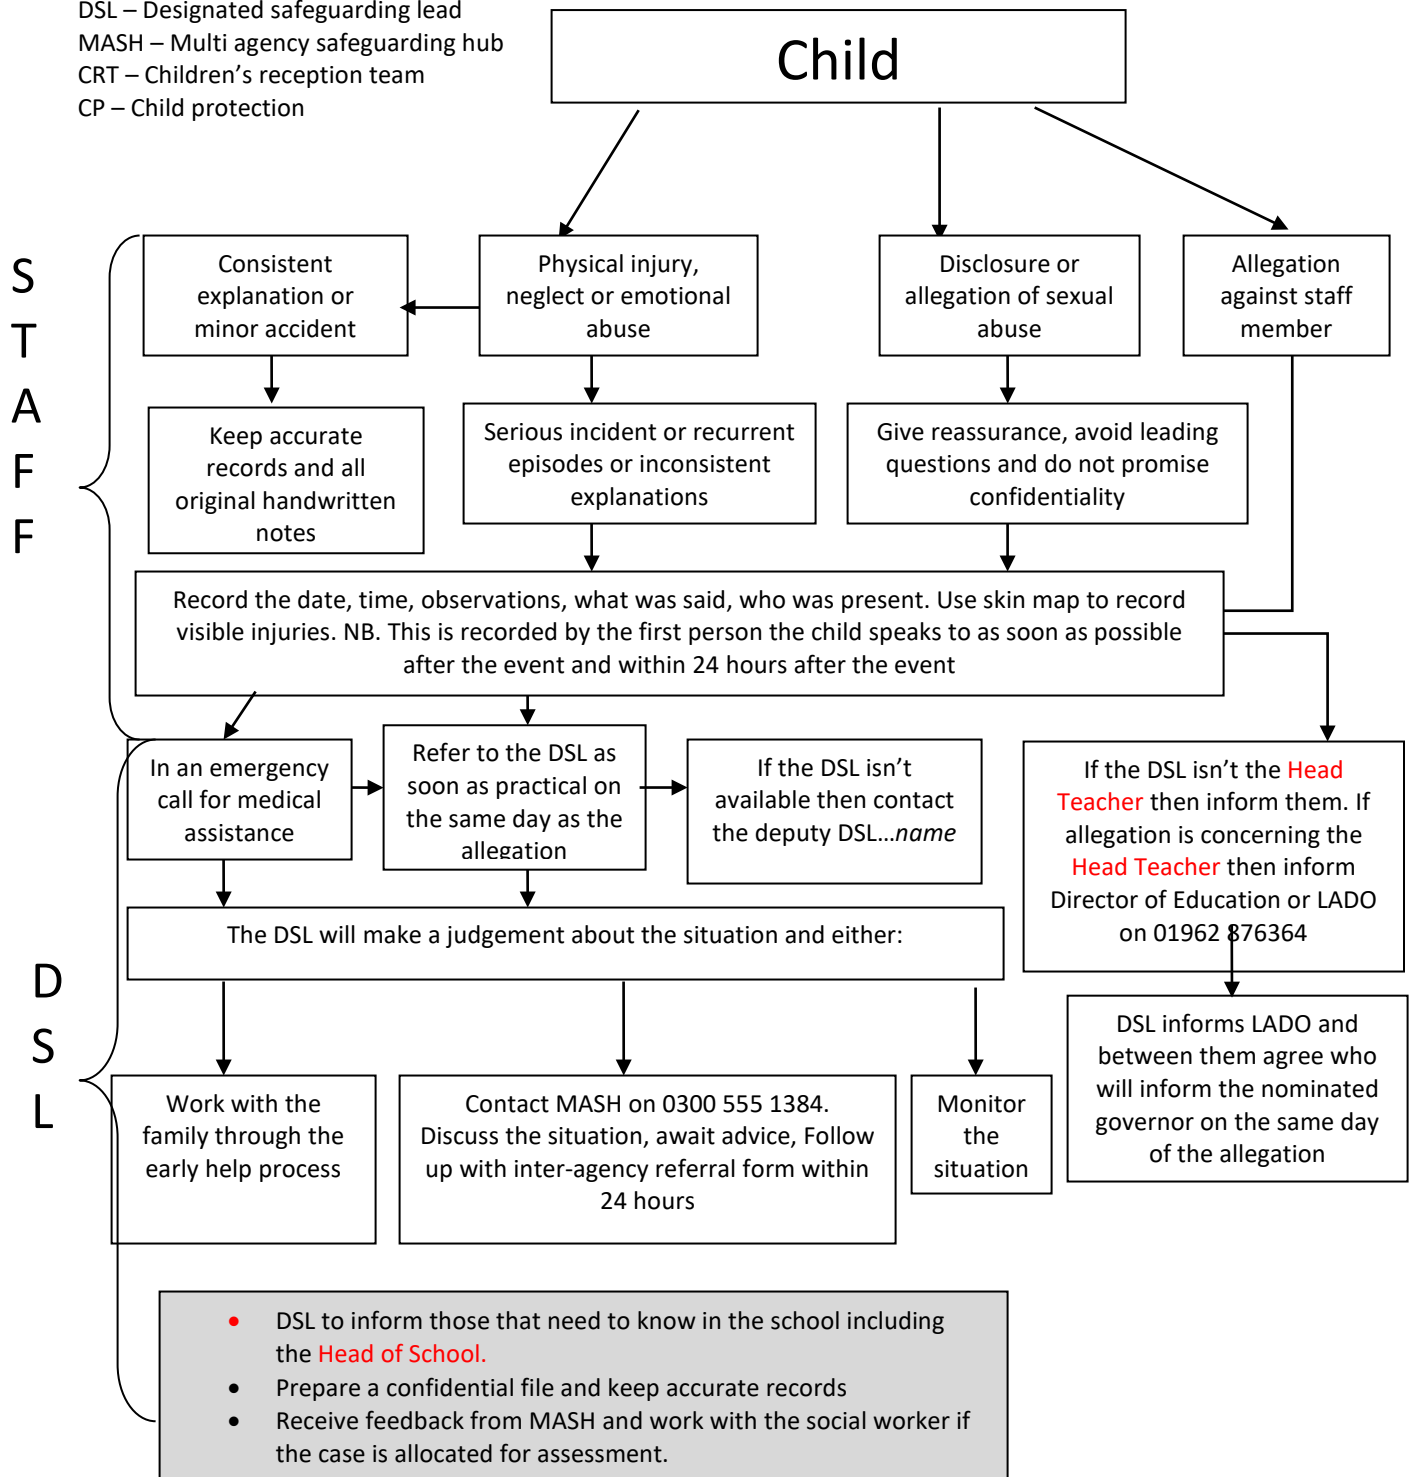 DSL – Designated safeguarding lead
MASH – Multi agency safeguarding hub
CRT – Children's reception team
CP – Child protection
Child
S
T
A
F
F
Consistent
explanation or
minor accident
Physical injury,
neglect or emotional
abuse
Disclosure or
allegation of sexual
abuse
Allegation
against staff
member
Keep accurate
records and all
original handwritten
notes
Serious incident or recurrent
episodes or inconsistent
explanations
Give reassurance, avoid leading
questions and do not promise
confidentiality
Record the date, time, observations, what was said, who was present. Use skin map to record
visible injuries. NB. This is recorded by the first person the child speaks to as soon as possible
after the event and within 24 hours after the event
In an emergency
call for medical
assistance
Refer to the DSL as
soon as practical on
the same day as the
allegation
If the DSL isn't
available then contact
the deputy DSL…name
If the DSL isn't the Head
Teacher then inform them. If
allegation is concerning the
Head Teacher then inform
Director of Education or LADO
on 01962 876364
D
S
L
The DSL will make a judgement about the situation and either:
DSL informs LADO and
between them agree who
will inform the nominated
governor on the same day
of the allegation
Work with the
family through the
early help process
Contact MASH on 0300 555 1384.
Discuss the situation, await advice, Follow
up with inter-agency referral form within
24 hours
Monitor
the
situation
• DSL to inform those that need to know in the school including
the Head of School.
• Prepare a confidential file and keep accurate records
• Receive feedback from MASH and work with the social worker if
the case is allocated for assessment.